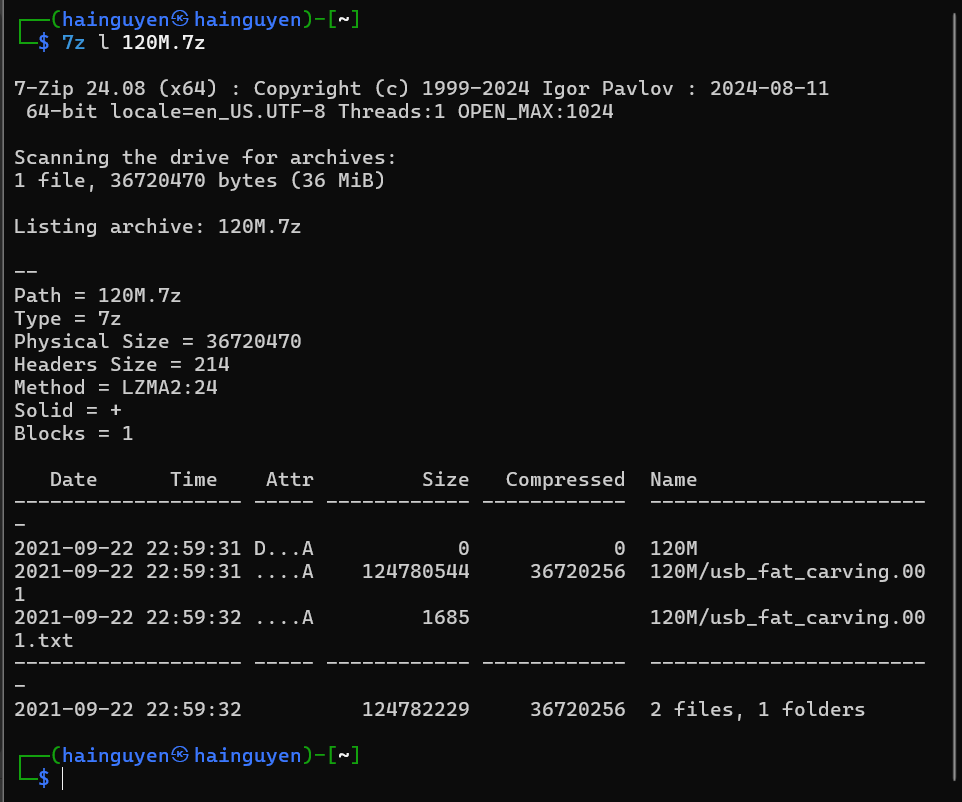 ┌──(hainguyen㉿hainguyen)-[~]
└─$ 7z l 120M.7z

7-Zip 24.08 (x64) : Copyright (c) 1999-2024 Igor Pavlov : 2024-08-11
 64-bit locale=en_US.UTF-8 Threads:1 OPEN_MAX:1024

Scanning the drive for archives:
1 file, 36720470 bytes (36 MiB)

Listing archive: 120M.7z

--
Path = 120M.7z
Type = 7z
Physical Size = 36720470
Headers Size = 214
Method = LZMA2:24
Solid = +
Blocks = 1

   Date      Time    Attr         Size   Compressed  Name
------------------- ----- ------------ ------------  -----------------------
-
2021-09-22 22:59:31 D...A            0            0  120M
2021-09-22 22:59:31 ....A    124780544     36720256  120M/usb_fat_carving.00
1
2021-09-22 22:59:32 ....A         1685               120M/usb_fat_carving.00
1.txt
------------------- ----- ------------ ------------  -----------------------
-
2021-09-22 22:59:32          124782229     36720256  2 files, 1 folders

┌──(hainguyen㉿hainguyen)-[~]
└─$